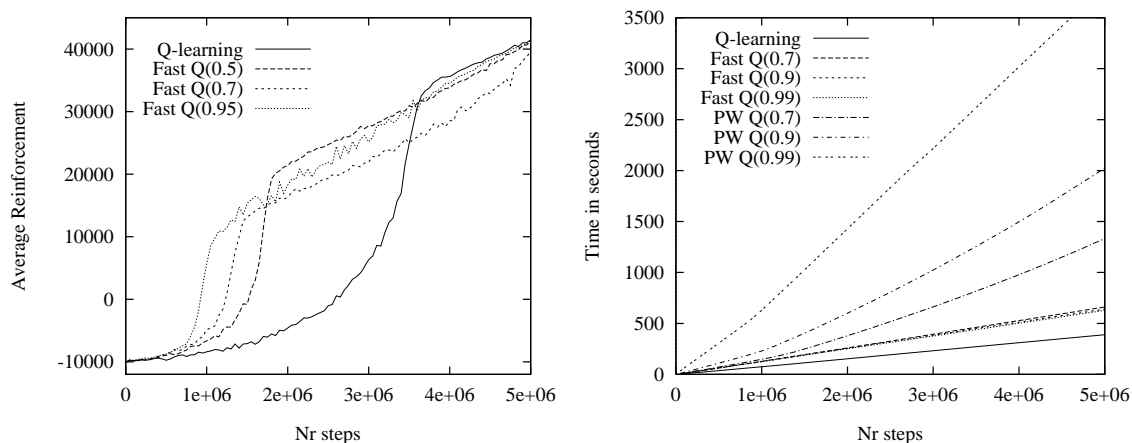 40000
30000
20000
10000
0
-10000
Average Reinforcement
Q-learning
Fast Q(0.5)
Fast Q(0.7)
Fast Q(0.95)
0
1e+06
2e+06
3e+06
4e+06
5e+06
Nr steps
3500
3000
2500
2000
1500
1000
500
0
Time in seconds
Q-learning
Fast Q(0.7)
Fast Q(0.9)
Fast Q(0.99)
PW Q(0.7)
PW Q(0.9)
PW Q(0.99)
0
1e+06
2e+06
3e+06
4e+06
5e+06
Nr steps